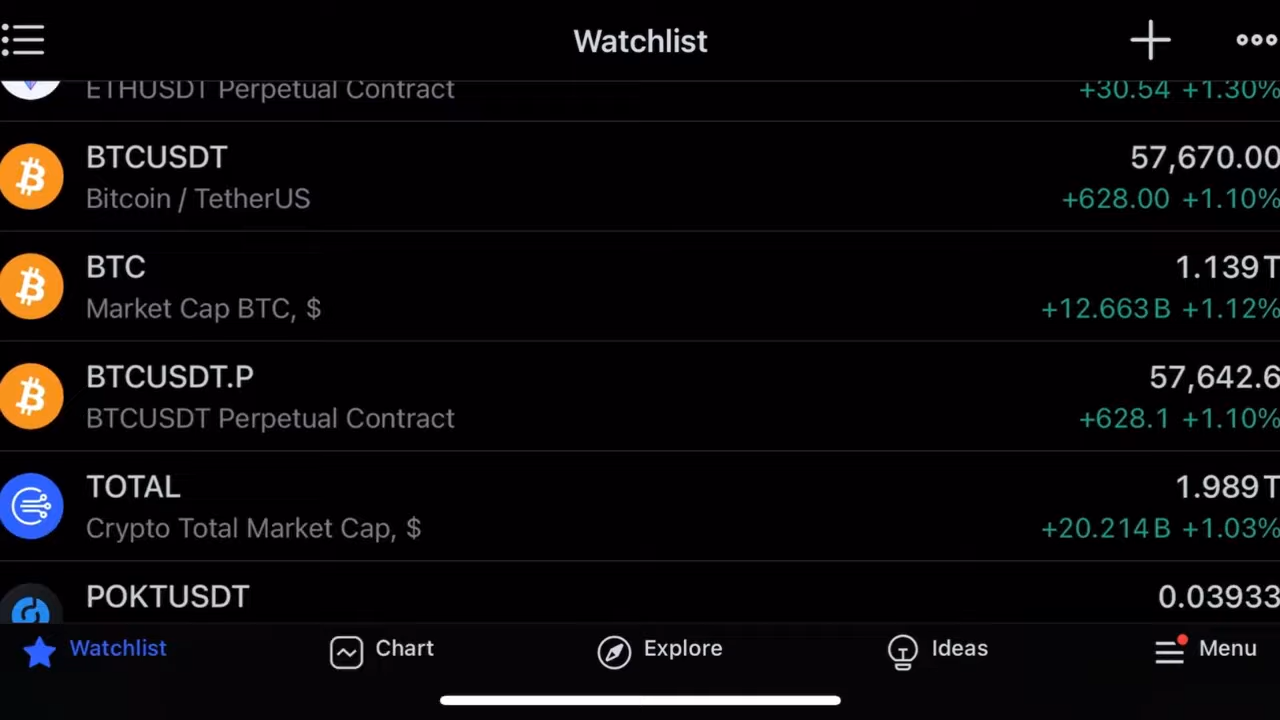 Watchlist
ETHUSDT Perpetual Contract +30.54 +1.30%
BTCUSDT 57,670.00
Bitcoin / TetherUS +628.00 +1.10%
BTC 1.139 T
Market Cap BTC, $ +12.663 B +1.12%
BTCUSDT.P 57,642.6
BTCUSDT Perpetual Contract +628.1 +1.10%
TOTAL 1.989 T
Crypto Total Market Cap, $ +20.214 B +1.03%
POKTUSDT 0.03933
Watchlist Chart Explore Ideas Menu